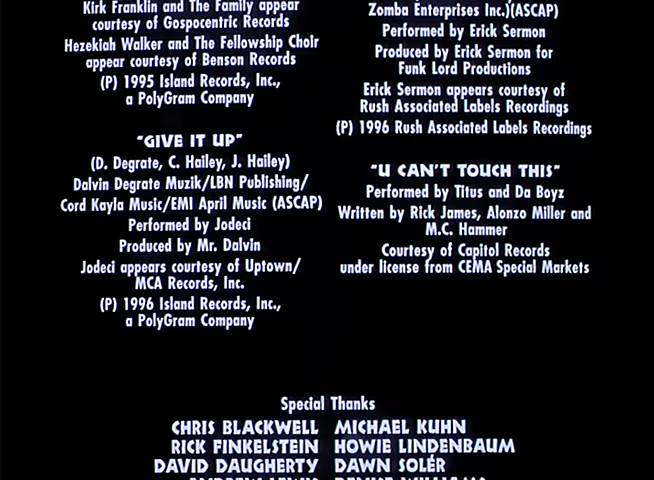 Kirk Franklin and The Family appear
courtesy of Gospocentric Records
Hezekiah Walker and The Fellowship Choir
appear courtesy of Benson Records
(P) 1995 Island Records, Inc.,
a PolyGram Company
"GIVE IT UP"
(D. Degrate, C. Hailey, J. Hailey)
Dalvin Degrate Muzik/LBN Publishing/
Cord Kayla Music/EMI April Music (ASCAP)
Performed by Jodeci
Produced by Mr. Dalvin
Jodeci appears courtesy of Uptown/
MCA Records, Inc.
(P) 1996 Island Records, Inc.,
a PolyGram Company
Zomba Enterprises Inc.)(ASCAP)
Performed by Erick Sermon
Produced by Erick Sermon for
Funk Lord Productions
Erick Sermon appears courtesy of
Rush Associated Labels Recordings
(P) 1996 Rush Associated Labels Recordings
"U CAN'T TOUCH THIS"
Performed by Titus and Da Boyz
Written by Rick James, Alonzo Miller and
M.C. Hammer
Courtesy of Capitol Records
under license from CEMA Special Markets
Special Thanks
CHRIS BLACKWELL MICHAEL KUHN
RICK FINKELSTEIN HOWIE LINDENBAUM
DAVID DAUGHERTY DAWN SOLÉR